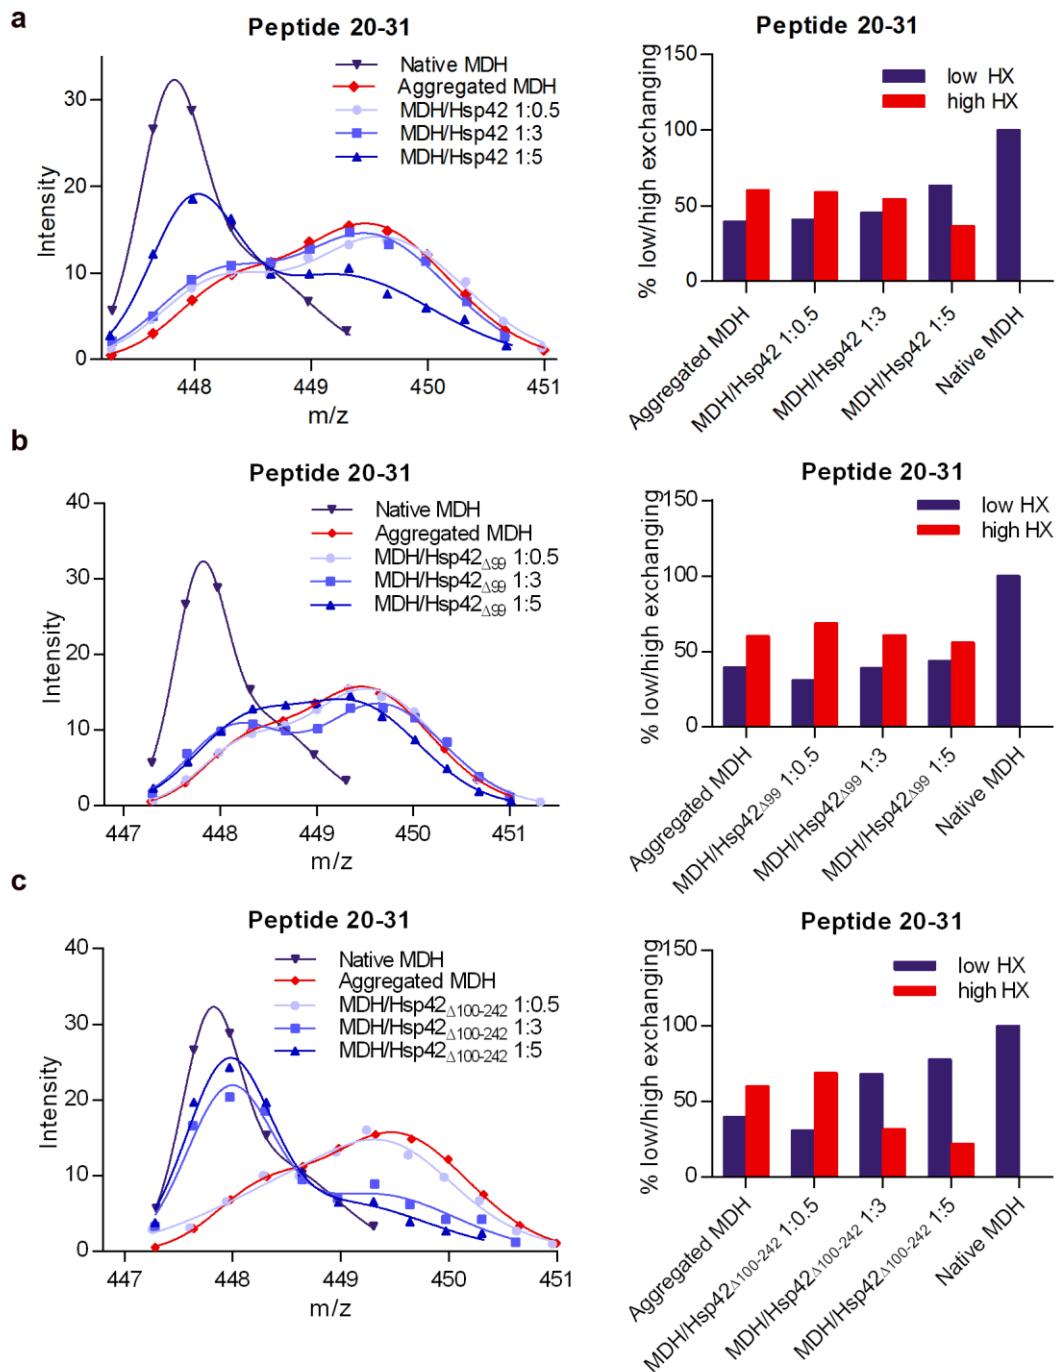 a
Peptide 20-31
Native MDH
Aggregated MDH
MDH/Hsp42 1:0.5
MDH/Hsp42 1:3
MDH/Hsp42 1:5
Intensity
30
20
10
0
448 449 450 451
m/z
Peptide 20-31
low HX
high HX
% low/high exchanging
150
100
50
0
Aggregated MDH
MDH/Hsp42 1:0.5
MDH/Hsp42 1:3
MDH/Hsp42 1:5
Native MDH
b
Peptide 20-31
Native MDH
Aggregated MDH
MDH/Hsp42Δ99 1:0.5
MDH/Hsp42Δ99 1:3
MDH/Hsp42Δ99 1:5
Intensity
40
30
20
10
0
447 448 449 450 451
m/z
Peptide 20-31
low HX
high HX
% low/high exchanging
150
100
50
0
Aggregated MDH
MDH/Hsp42Δ99 1:0.5
MDH/Hsp42Δ99 1:3
MDH/Hsp42Δ99 1:5
Native MDH
c
Peptide 20-31
Native MDH
Aggregated MDH
MDH/Hsp42Δ100-242 1:0.5
MDH/Hsp42Δ100-242 1:3
MDH/Hsp42Δ100-242 1:5
Intensity
40
30
20
10
0
447 448 449 450 451
m/z
Peptide 20-31
low HX
high HX
% low/high exchanging
150
100
50
0
Aggregated MDH
MDH/Hsp42Δ100-242 1:0.5
MDH/Hsp42Δ100-242 1:3
MDH/Hsp42Δ100-242 1:5
Native MDH